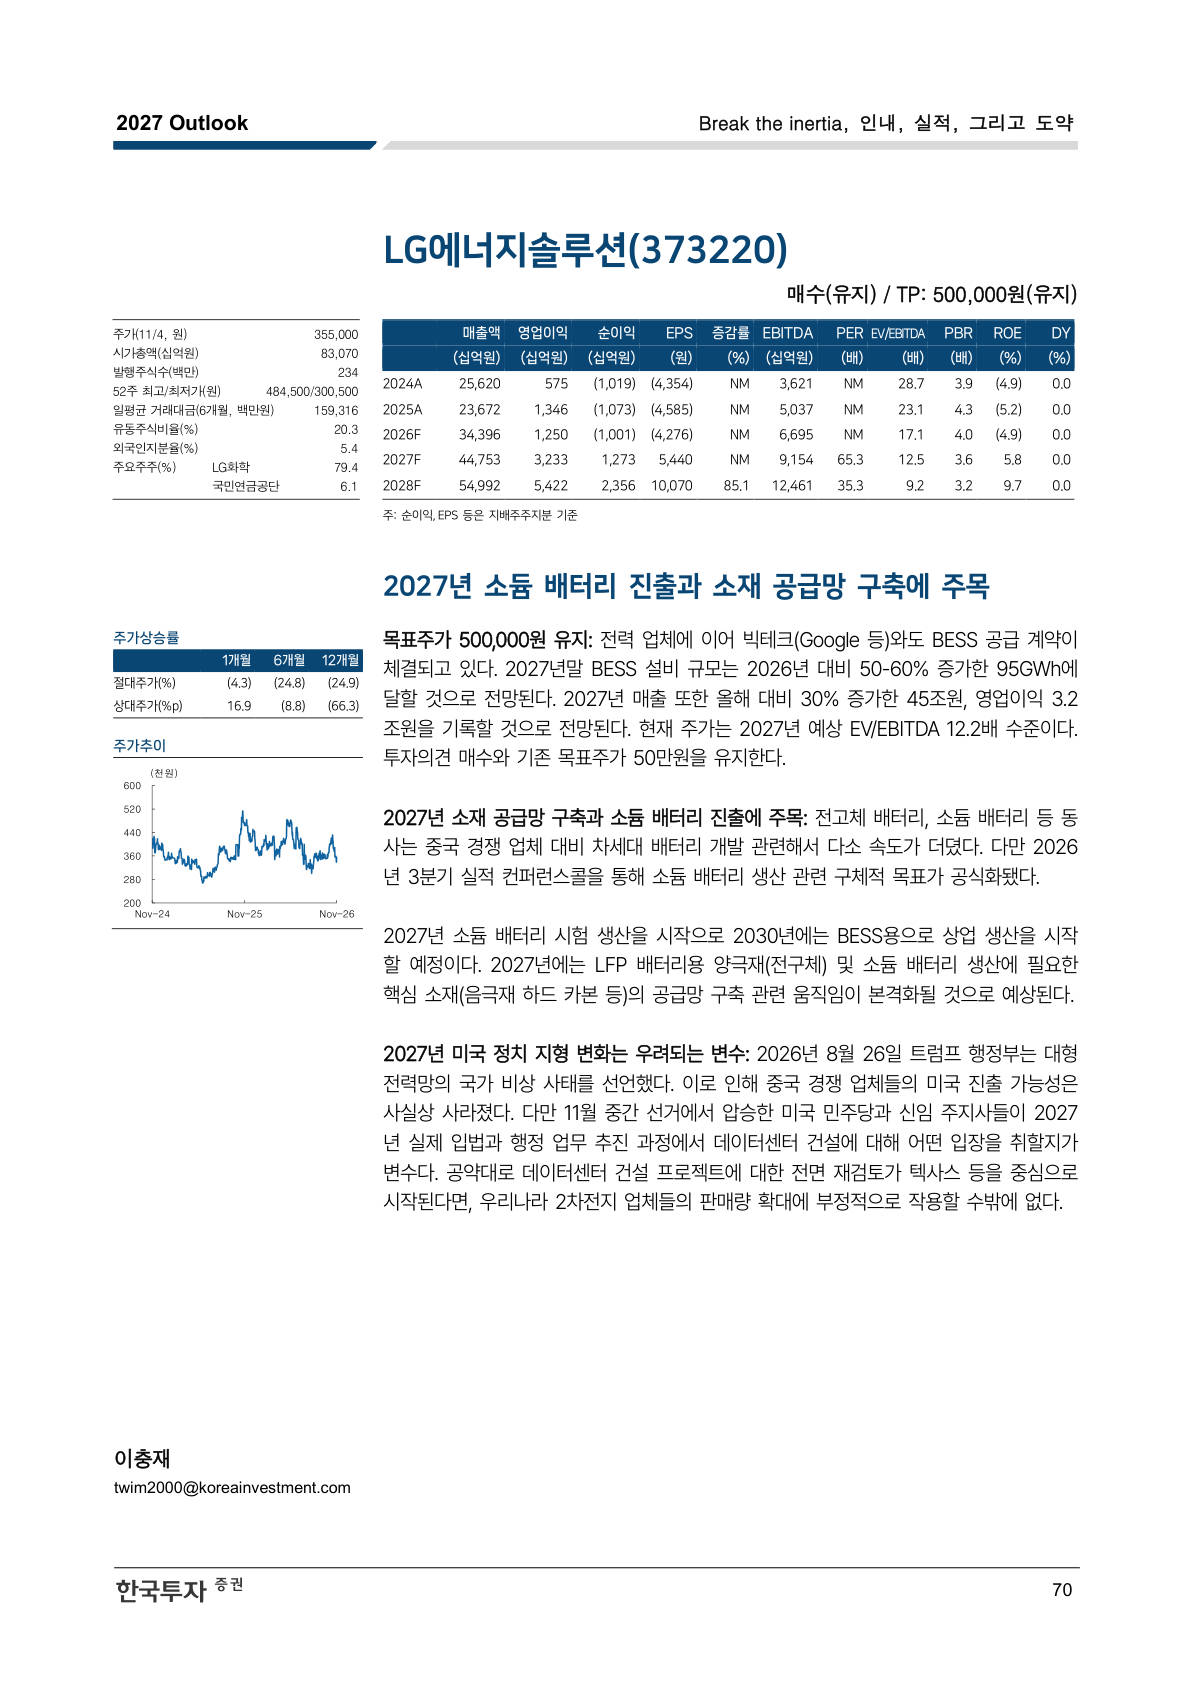 2027 Outlook
Break the inertia, 인내, 실적, 그리고 도약
LG에너지솔루션(373220)
매수(유지) / TP: 500,000원(유지)
주가(11/4, 원) 355,000
시가총액(십억원) 83,070
발행주식수(백만) 234
52주 최고/최저가(원) 484,500/300,500
일평균 거래대금(6개월, 백만원) 159,316
유동주식비율(%) 20.3
외국인지분율(%) 5.4
주요주주(%) LG화학 79.4
국민연금공단 6.1
매출액 영업이익 순이익 EPS 증감률 EBITDA PER EV/EBITDA PBR ROE DY
(십억원) (십억원) (십억원) (원) (%) (십억원) (배) (배) (배) (%) (%)
2024A 25,620 575 (1,019) (4,354) NM 3,621 NM 28.7 3.9 (4.9) 0.0
2025A 23,672 1,346 (1,073) (4,585) NM 5,037 NM 23.1 4.3 (5.2) 0.0
2026F 34,396 1,250 (1,001) (4,276) NM 6,695 NM 17.1 4.0 (4.9) 0.0
2027F 44,753 3,233 1,273 5,440 NM 9,154 65.3 12.5 3.6 5.8 0.0
2028F 54,992 5,422 2,356 10,070 85.1 12,461 35.3 9.2 3.2 9.7 0.0
주: 순이익, EPS 등은 지배주주지분 기준
2027년 소듐 배터리 진출과 소재 공급망 구축에 주목
주가상승률
1개월 6개월 12개월
절대주가(%) (4.3) (24.8) (24.9)
상대주가(%p) 16.9 (8.8) (66.3)
주가추이
(천원)
600
520
440
360
280
200
Nov-24 Nov-25 Nov-26
목표주가 500,000원 유지: 전력 업체에 이어 빅테크(Google 등)와도 BESS 공급 계약이
체결되고 있다. 2027년말 BESS 설비 규모는 2026년 대비 50-60% 증가한 95GWh에
달할 것으로 전망된다. 2027년 매출 또한 올해 대비 30% 증가한 45조원, 영업이익 3.2
조원을 기록할 것으로 전망된다. 현재 주가는 2027년 예상 EV/EBITDA 12.2배 수준이다.
투자의견 매수와 기존 목표주가 50만원을 유지한다.
2027년 소재 공급망 구축과 소듐 배터리 진출에 주목: 전고체 배터리, 소듐 배터리 등 동
사는 중국 경쟁 업체 대비 차세대 배터리 개발 관련해서 다소 속도가 더뎠다. 다만 2026
년 3분기 실적 컨퍼런스콜을 통해 소듐 배터리 생산 관련 구체적 목표가 공식화됐다.
2027년 소듐 배터리 시험 생산을 시작으로 2030년에는 BESS용으로 상업 생산을 시작
할 예정이다. 2027년에는 LFP 배터리용 양극재(전구체) 및 소듐 배터리 생산에 필요한
핵심 소재(음극재 하드 카본 등)의 공급망 구축 관련 움직임이 본격화될 것으로 예상된다.
2027년 미국 정치 지형 변화는 우려되는 변수: 2026년 8월 26일 트럼프 행정부는 대형
전력망의 국가 비상 사태를 선언했다. 이로 인해 중국 경쟁 업체들의 미국 진출 가능성은
사실상 사라졌다. 다만 11월 중간 선거에서 압승한 미국 민주당과 신임 주지사들이 2027
년 실제 입법과 행정 업무 추진 과정에서 데이터센터 건설에 대해 어떤 입장을 취할지가
변수다. 공약대로 데이터센터 건설 프로젝트에 대한 전면 재검토가 텍사스 등을 중심으로
시작된다면, 우리나라 2차전지 업체들의 판매량 확대에 부정적으로 작용할 수밖에 없다.
이충재
twim2000@koreainvestment.com
한국투자 증권
70